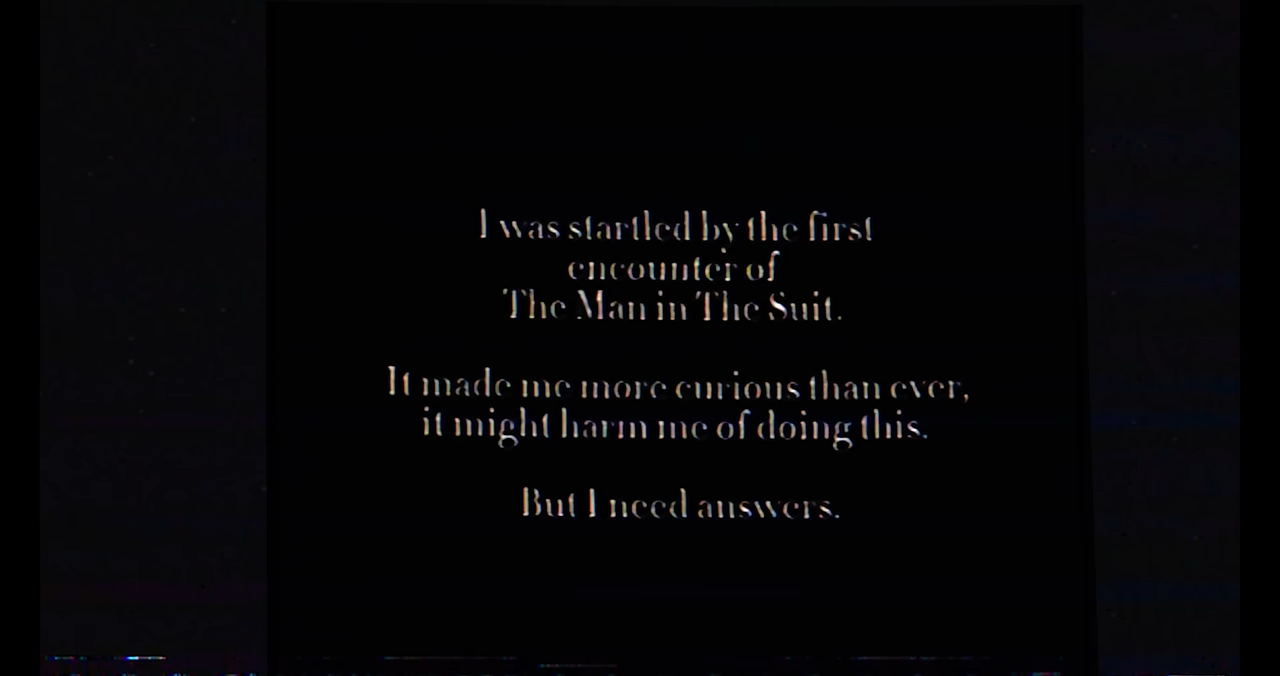 I was startled by the first
encounter of
The Man in The Suit.
It made me more curious than ever,
it might harm me of doing this.
But I need answers.